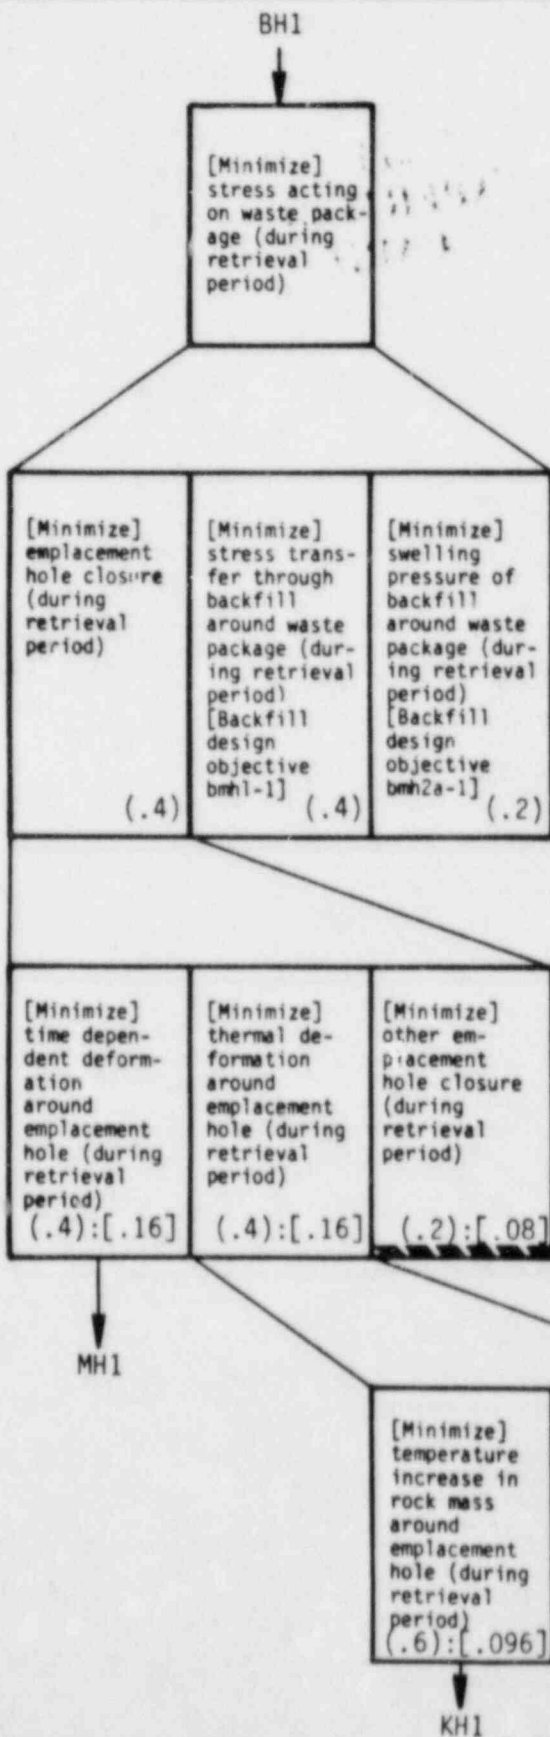 BH1
[Minimize]
stress acting
on waste pack-
age (during
retrieval
period)
[Minimize]
emplacement
hole closure
(during
retrieval
period)
(.4)
[Minimize]
stress trans-
fer through
backfill
around waste
package (dur-
ing retrieval
period)
[Backfill
design
objective
bmh1-1]
(.4)
[Minimize]
swelling
pressure of
backfill
around waste
package (dur-
ing retrieval
period)
[Backfill
design
objective
bmh2a-1]
(.2)
[Minimize]
time depen-
dent deform-
ation
around
emplacement
hole (during
retrieval
period)
(.4):[.16]
[Minimize]
thermal de-
formation
around
emplacement
hole (during
retrieval
period)
(.4):[.16]
[Minimize]
other em-
placement
hole closure
(during
retrieval
period)
(.2):[.08]
MH1
[Minimize]
temperature
increase in
rock mass
around
emplacement
hole (during
retrieval
period)
(.6):[.096]
KH1